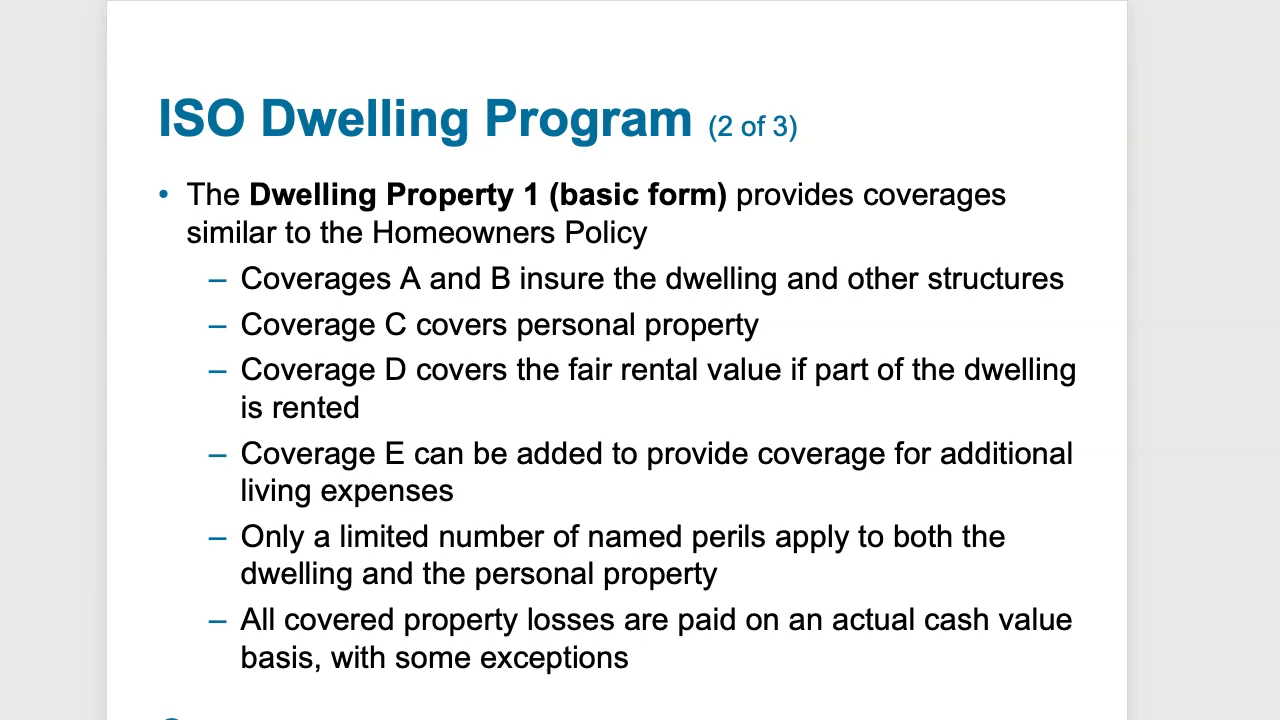 ISO Dwelling Program (2 of 3)
• The Dwelling Property 1 (basic form) provides coverages
similar to the Homeowners Policy
– Coverages A and B insure the dwelling and other structures
– Coverage C covers personal property
– Coverage D covers the fair rental value if part of the dwelling
is rented
– Coverage E can be added to provide coverage for additional
living expenses
– Only a limited number of named perils apply to both the
dwelling and the personal property
– All covered property losses are paid on an actual cash value
basis, with some exceptions